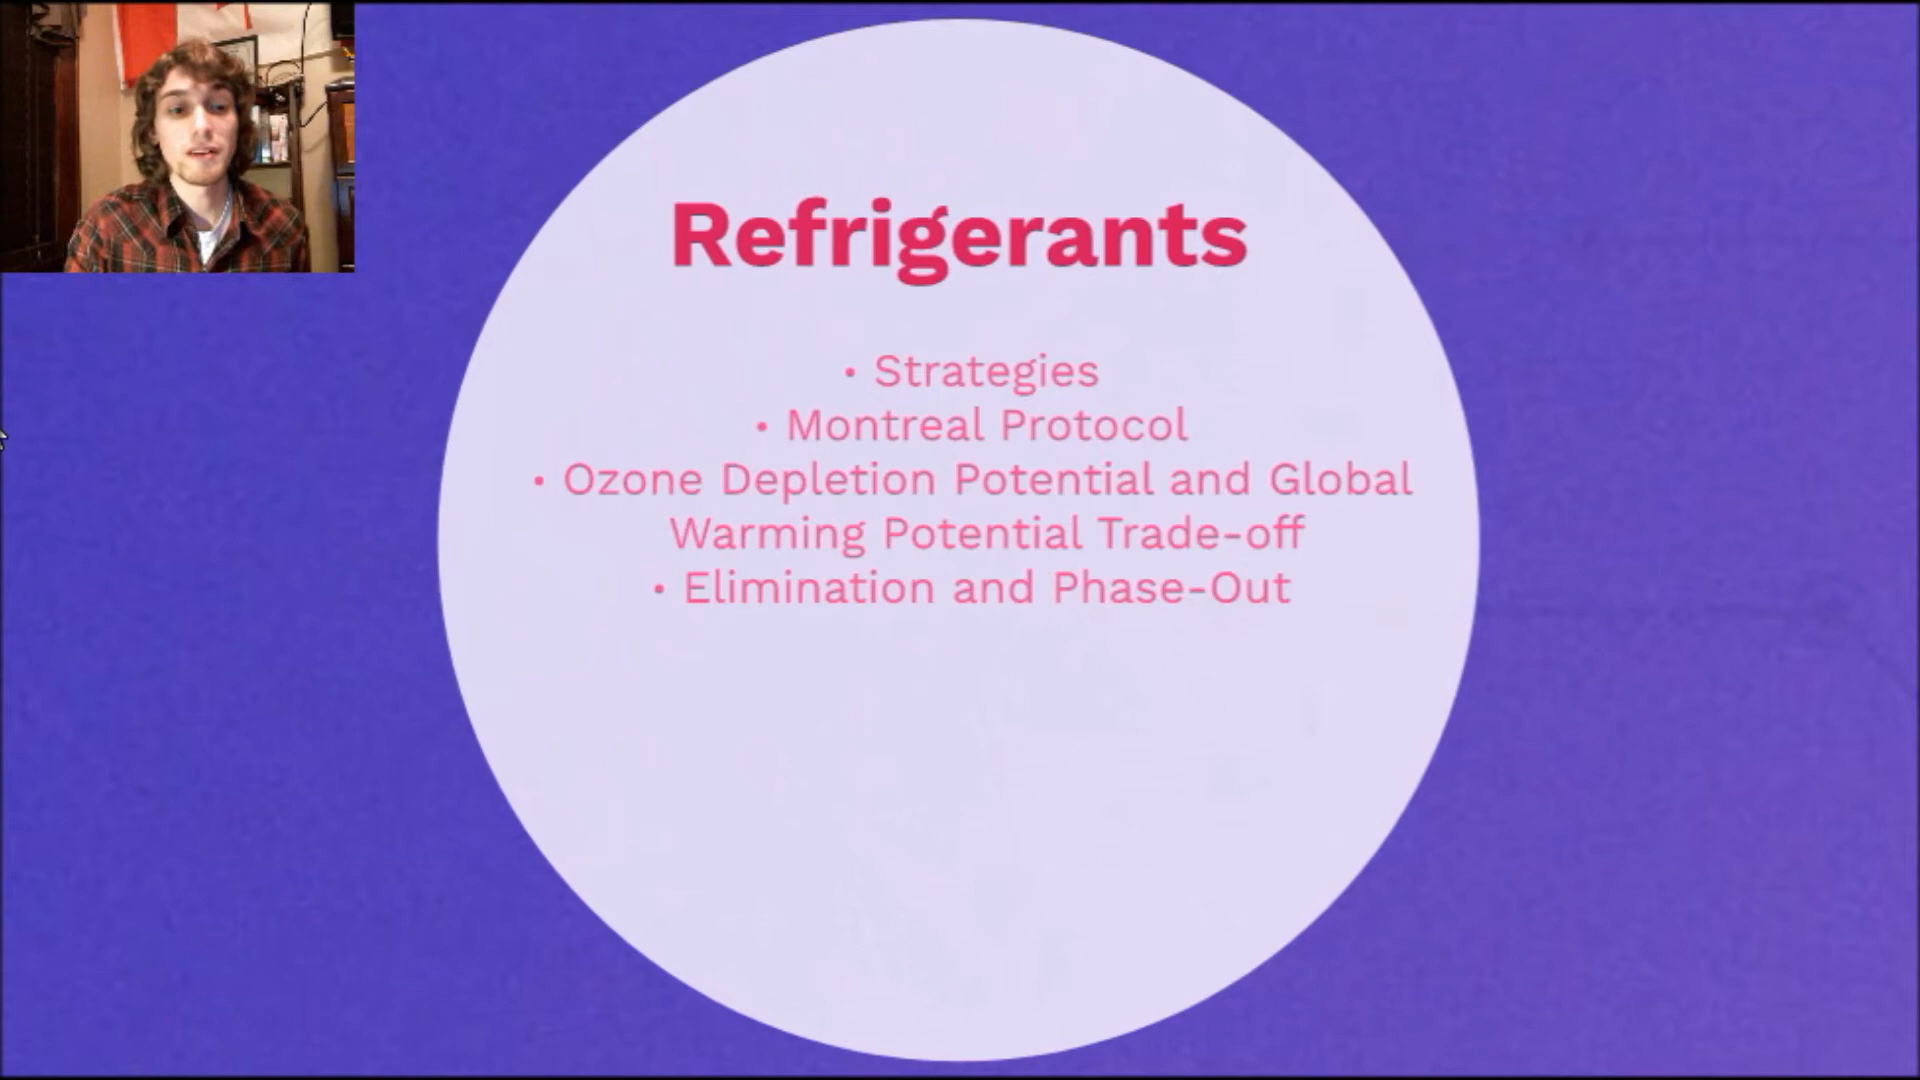 Refrigerants
• Strategies
• Montreal Protocol
• Ozone Depletion Potential and Global
Warming Potential Trade-off
• Elimination and Phase-Out